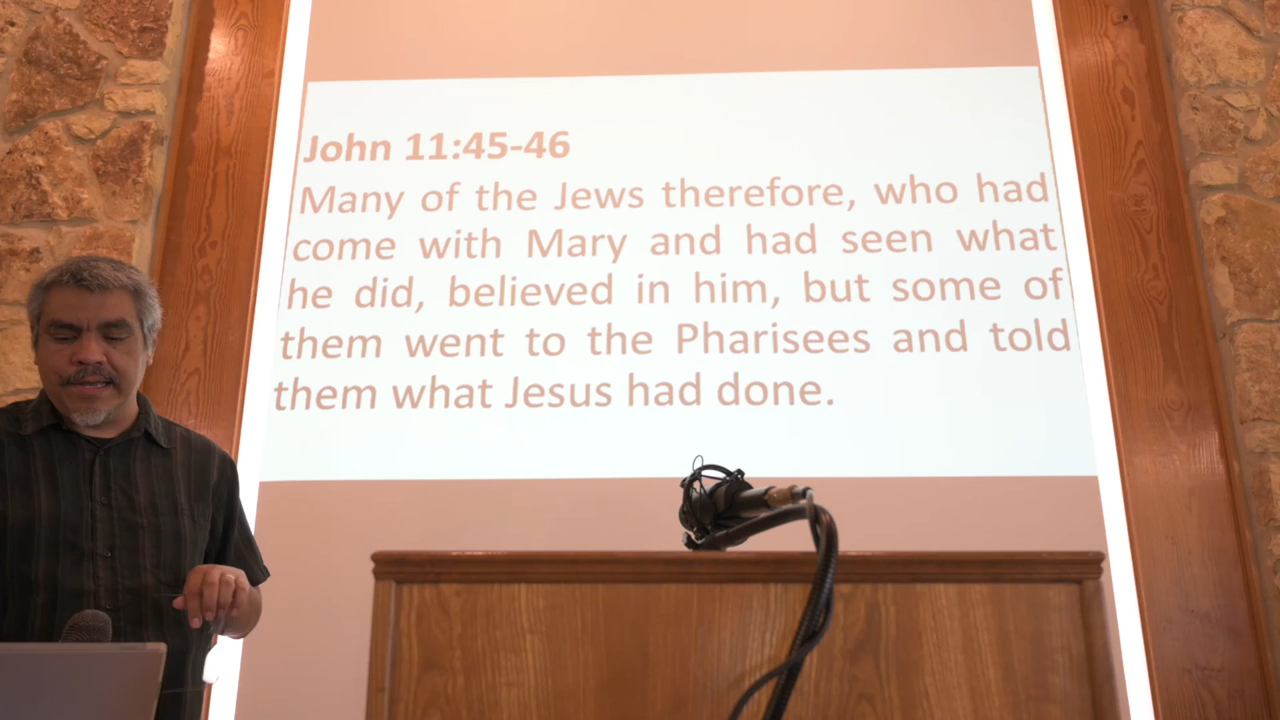 John 11:45-46
Many of the Jews therefore, who had
come with Mary and had seen what
he did, believed in him, but some of
them went to the Pharisees and told
them what Jesus had done.